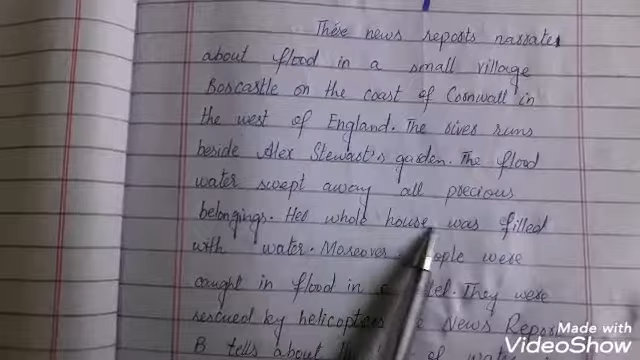 These news reports narrates
about flood in a small village
Boscastle on the coast of Cornwall in
the west of England. The river runs
beside Alex Stewart's garden. The flood
water swept away all precious
belongings. Her whole house was filled
with water. Moreover were
caught in flood in They were
rescued by helicopters News
B tells about of
Made with
VideoShow